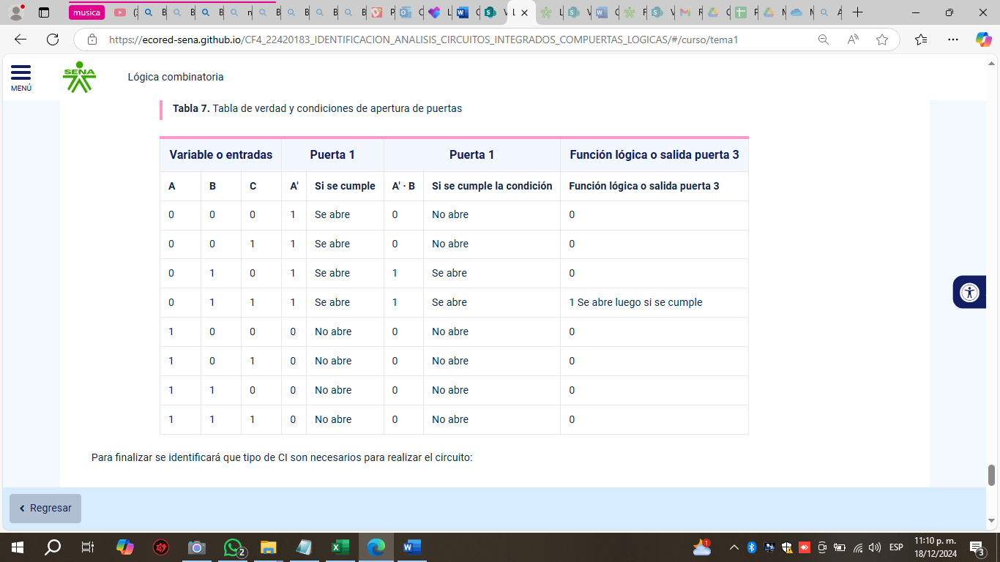 musica
https://ecored-sena.github.io/CF4_22420183_IDENTIFICACION_ANALISIS_CIRCUITOS_INTEGRADOS_COMPUERTAS_LOGICAS/#/curso/tema1
MENÚ
SENA
Lógica combinatoria
Tabla 7. Tabla de verdad y condiciones de apertura de puertas
Variable o entradas Puerta 1 Puerta 1 Función lógica o salida puerta 3
A B C A' Si se cumple A' · B Si se cumple la condición Función lógica o salida puerta 3
0 0 0 1 Se abre 0 No abre 0
0 0 1 1 Se abre 0 No abre 0
0 1 0 1 Se abre 1 Se abre 0
0 1 1 1 Se abre 1 Se abre 1 Se abre luego si se cumple
1 0 0 0 No abre 0 No abre 0
1 0 1 0 No abre 0 No abre 0
1 1 0 0 No abre 0 No abre 0
1 1 1 0 No abre 0 No abre 0
Para finalizar se identificará que tipo de CI son necesarios para realizar el circuito:
Regresar
2
1
ESP
11:10 p. m.
18/12/2024
3